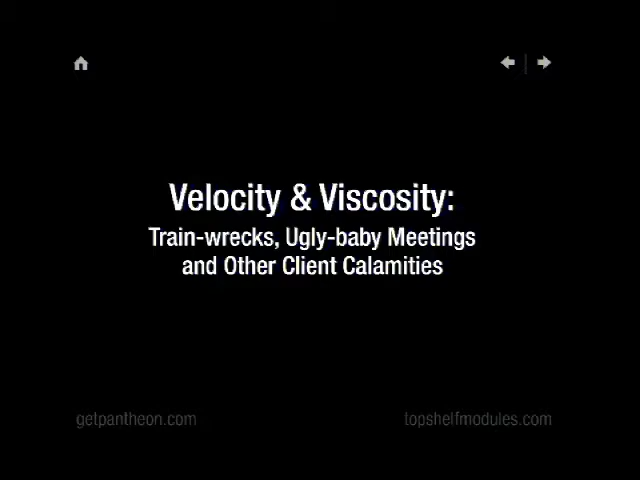 Velocity & Viscosity:
Train-wrecks, Ugly-baby Meetings
and Other Client Calamities
getpantheon.com
topshelfmodules.com